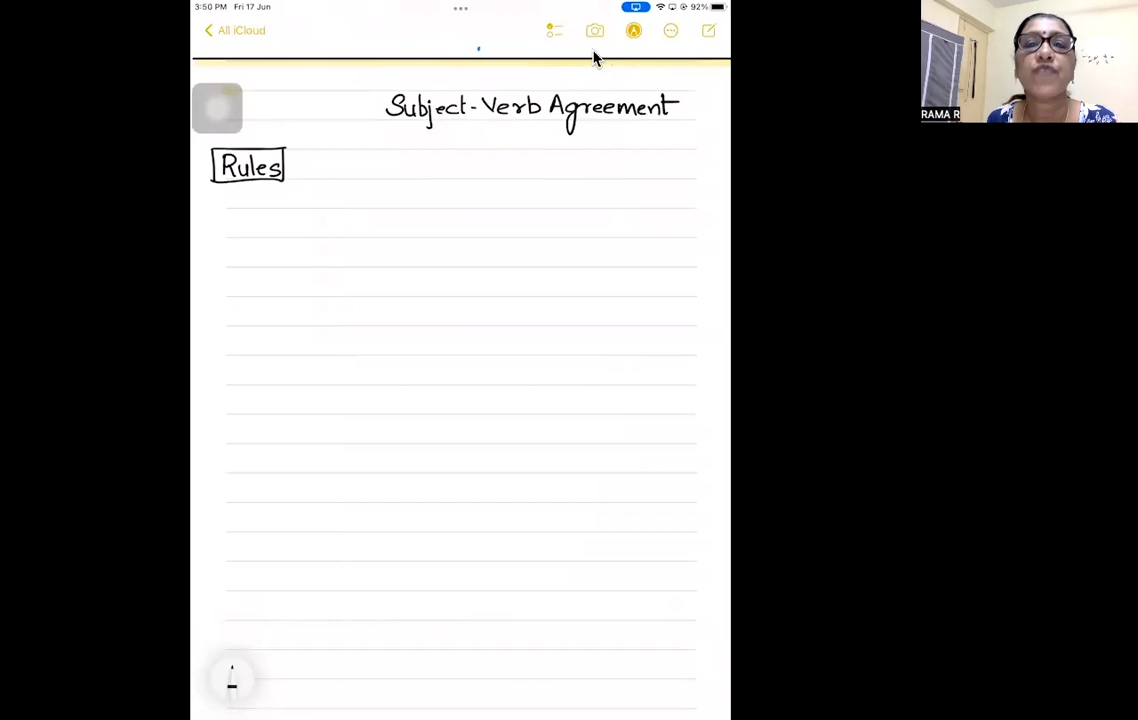 3:50 PM Fri 17 Jun
92%
All iCloud
Subject-Verb Agreement
Rules
RAMA R